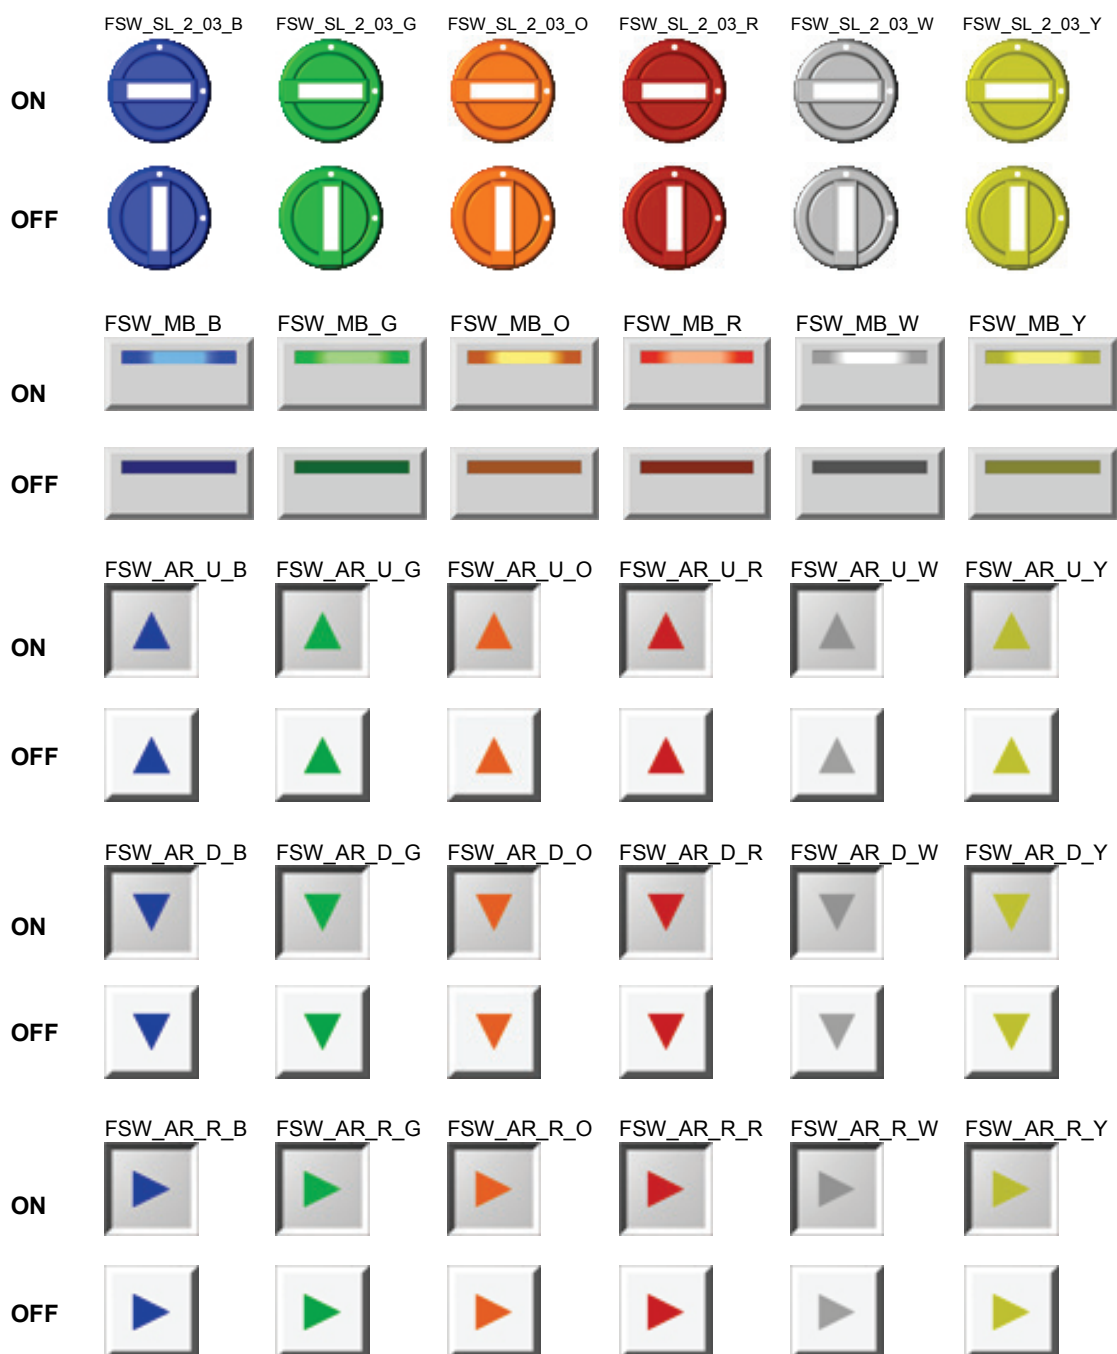 FSW_SL_2_03_B FSW_SL_2_03_G FSW_SL_2_03_O FSW_SL_2_03_R FSW_SL_2_03_W FSW_SL_2_03_Y
ON
OFF
FSW_MB_B FSW_MB_G FSW_MB_O FSW_MB_R FSW_MB_W FSW_MB_Y
ON
OFF
FSW_AR_U_B FSW_AR_U_G FSW_AR_U_O FSW_AR_U_R FSW_AR_U_W FSW_AR_U_Y
ON
OFF
FSW_AR_D_B FSW_AR_D_G FSW_AR_D_O FSW_AR_D_R FSW_AR_D_W FSW_AR_D_Y
ON
OFF
FSW_AR_R_B FSW_AR_R_G FSW_AR_R_O FSW_AR_R_R FSW_AR_R_W FSW_AR_R_Y
ON
OFF